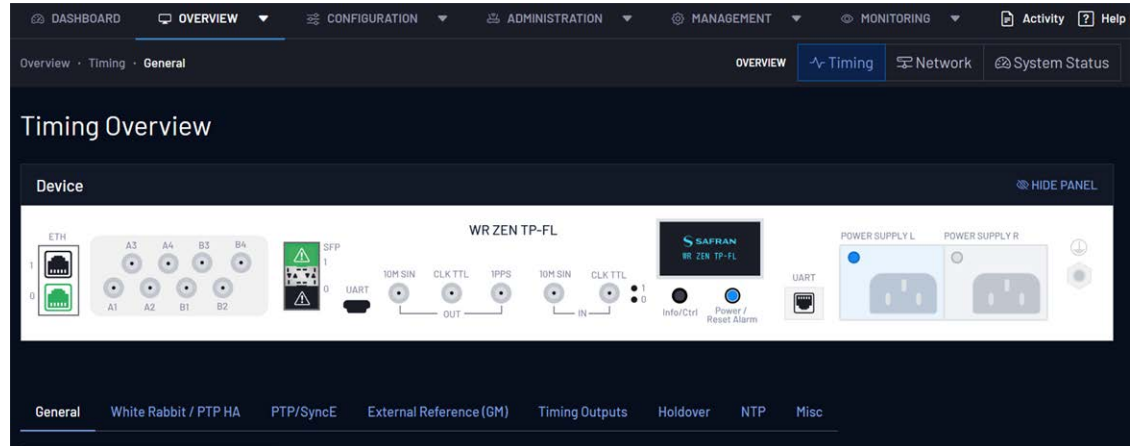 DASHBOARD OVERVIEW CONFIGURATION ADMINISTRATION MANAGEMENT MONITORING Activity ? Help
Overview · Timing · General OVERVIEW Timing Network System Status
Timing Overview
Device HIDE PANEL
WR ZEN TP-FL
ETH A3 A4 B3 B4 SFP SAFRAN POWER SUPPLY L POWER SUPPLY R
1 1 10M SIN CLK TTL 1PPS 10M SIN CLK TTL WR ZEN TP-FL UART
0 0 UART 1
0
A1 A2 B1 B2 OUT IN Info/Ctrl Power /
Reset Alarm
General White Rabbit / PTP HA PTP/SyncE External Reference (GM) Timing Outputs Holdover NTP Misc